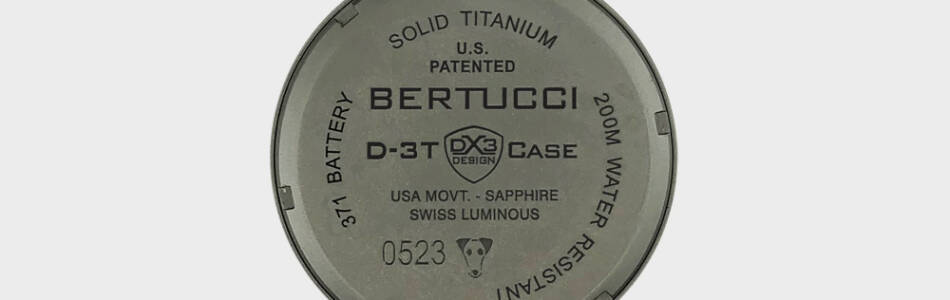 SOLID TITANIUM
U.S.
PATENTED
BERTUCCI
371 BATTERY
200M WATER RESISTANT
D-3T DX3 DESIGN CASE
USA MOVT. - SAPPHIRE
SWISS LUMINOUS
0523